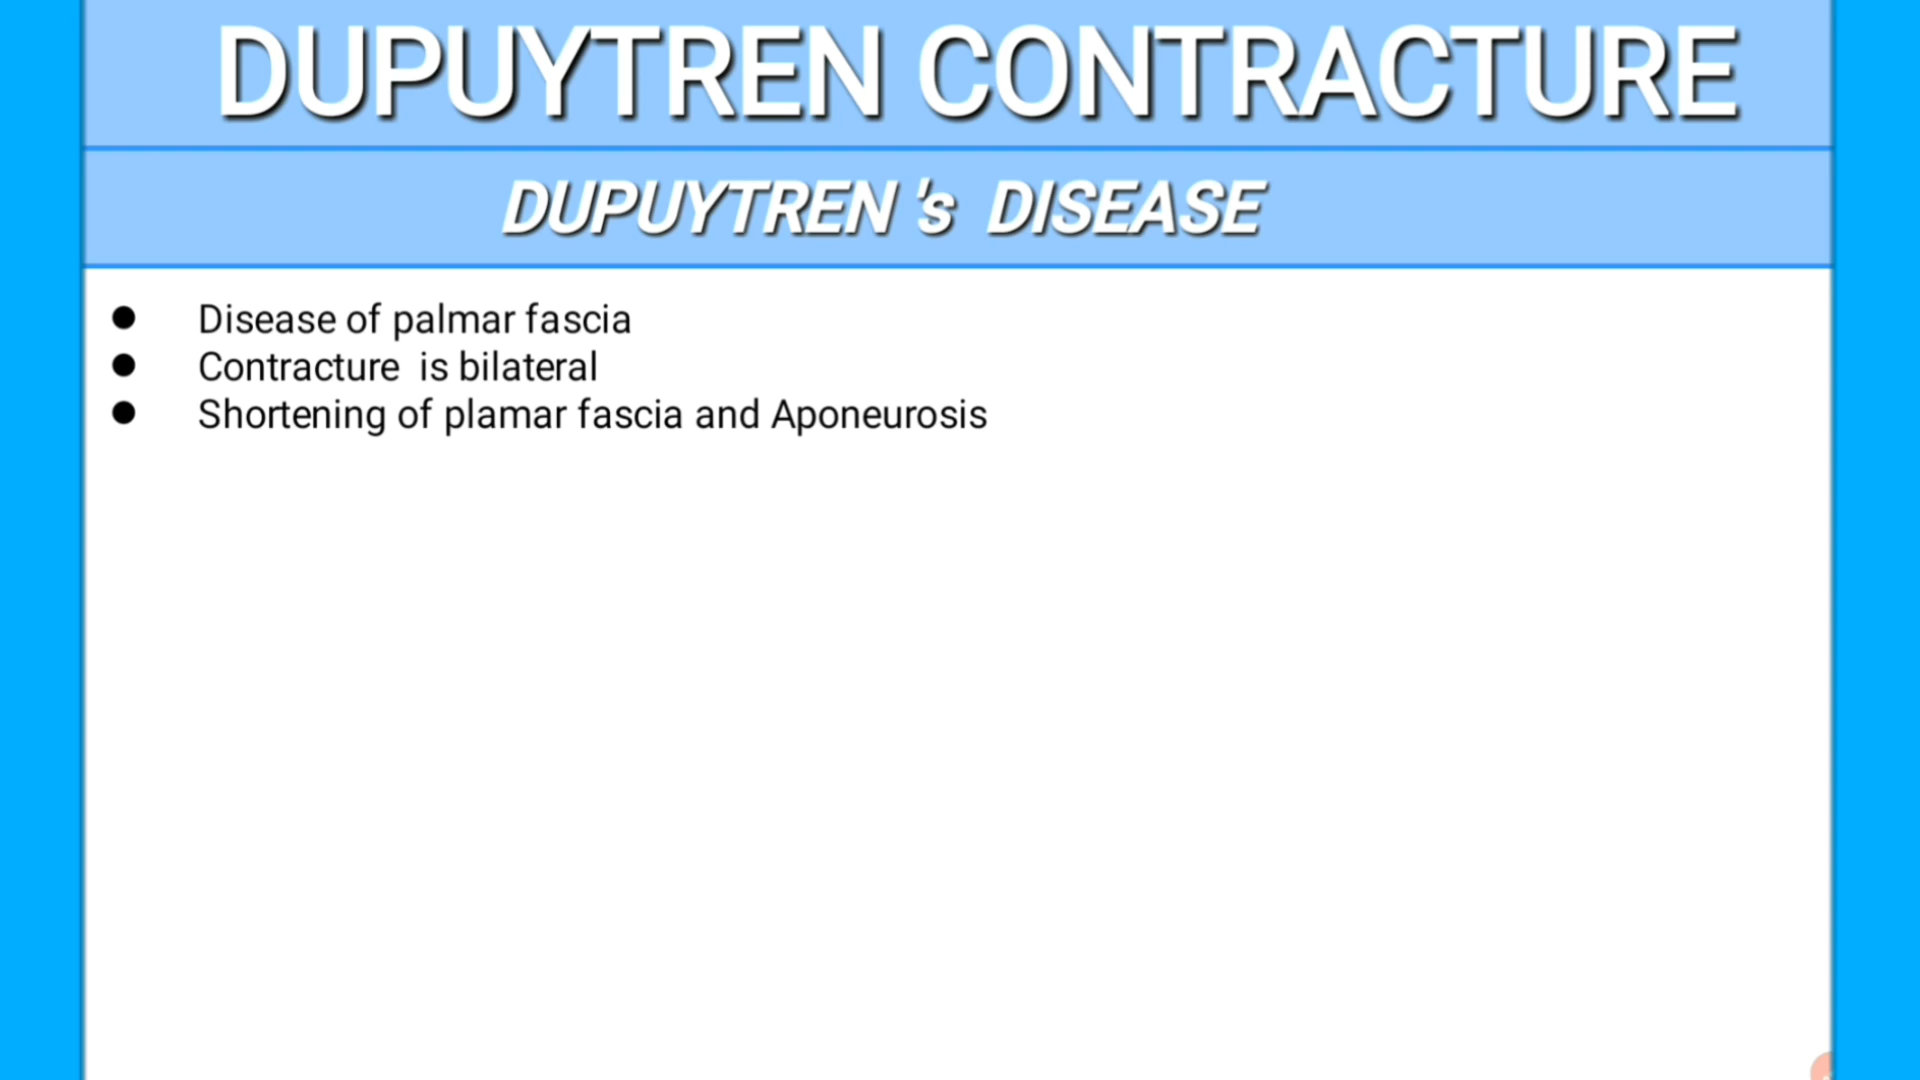 DUPUYTREN CONTRACTURE
DUPUYTREN 's DISEASE
● Disease of palmar fascia
● Contracture is bilateral
● Shortening of plamar fascia and Aponeurosis